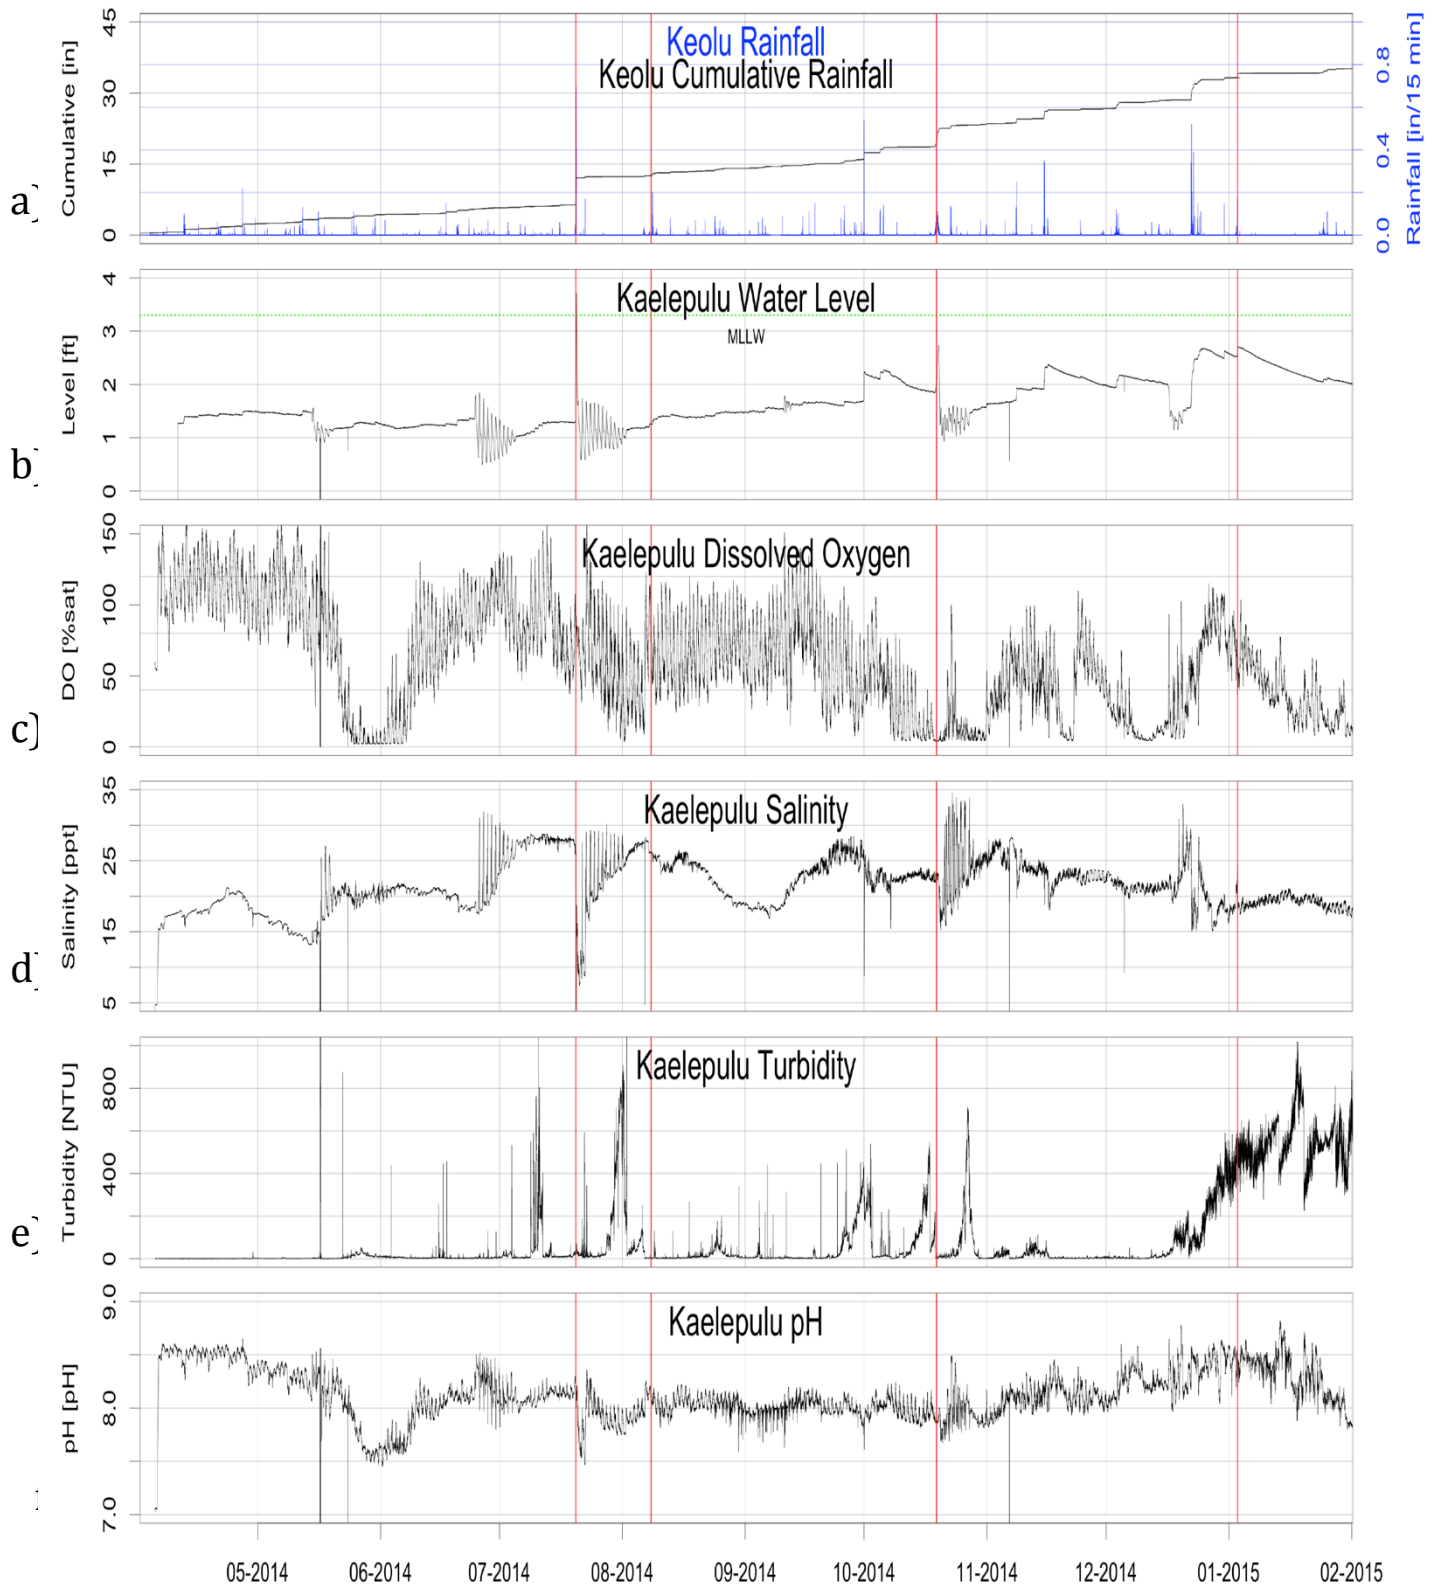 Keolu Rainfall
Keolu Cumulative Rainfall
45
30
15
0
Cumulative [in]
0.8
0.4
0.0
Rainfall [in/15 min]
a)
Kaelepulu Water Level
MLLW
4
3
2
1
0
Level [ft]
b)
Kaelepulu Dissolved Oxygen
150
100
50
0
DO [%sat]
c)
Kaelepulu Salinity
35
25
15
5
Salinity [ppt]
d)
Kaelepulu Turbidity
800
400
0
Turbidity [NTU]
e)
Kaelepulu pH
9.0
8.0
7.0
pH [pH]
05-2014 06-2014 07-2014 08-2014 09-2014 10-2014 11-2014 12-2014 01-2015 02-2015